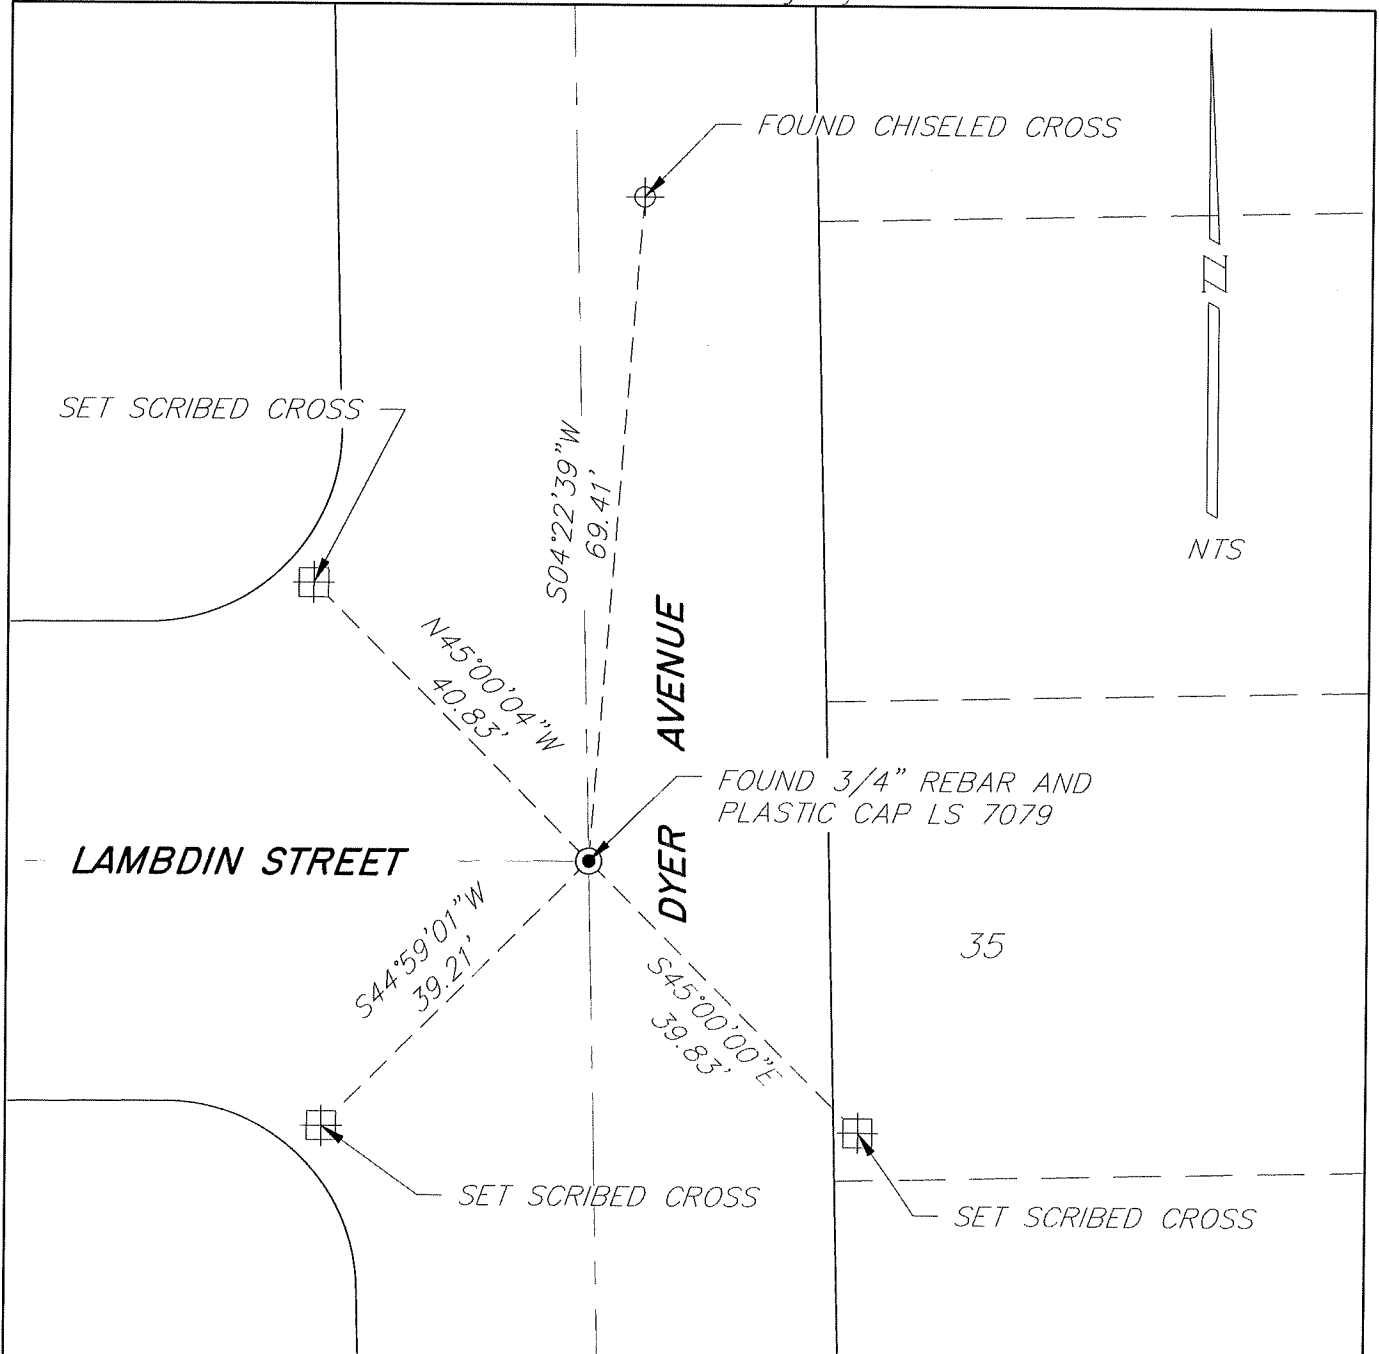 FOUND CHISELED CROSS
N
SET SCRIBED CROSS
S04°22'39"W
69.41'
NTS
N45°00'04"W
40.83'
DYER AVENUE
FOUND 3/4" REBAR AND
PLASTIC CAP LS 7079
LAMBDIN STREET
S44°59'01"W
39.21'
S45°00'00"E
39.83'
35
SET SCRIBED CROSS
SET SCRIBED CROSS